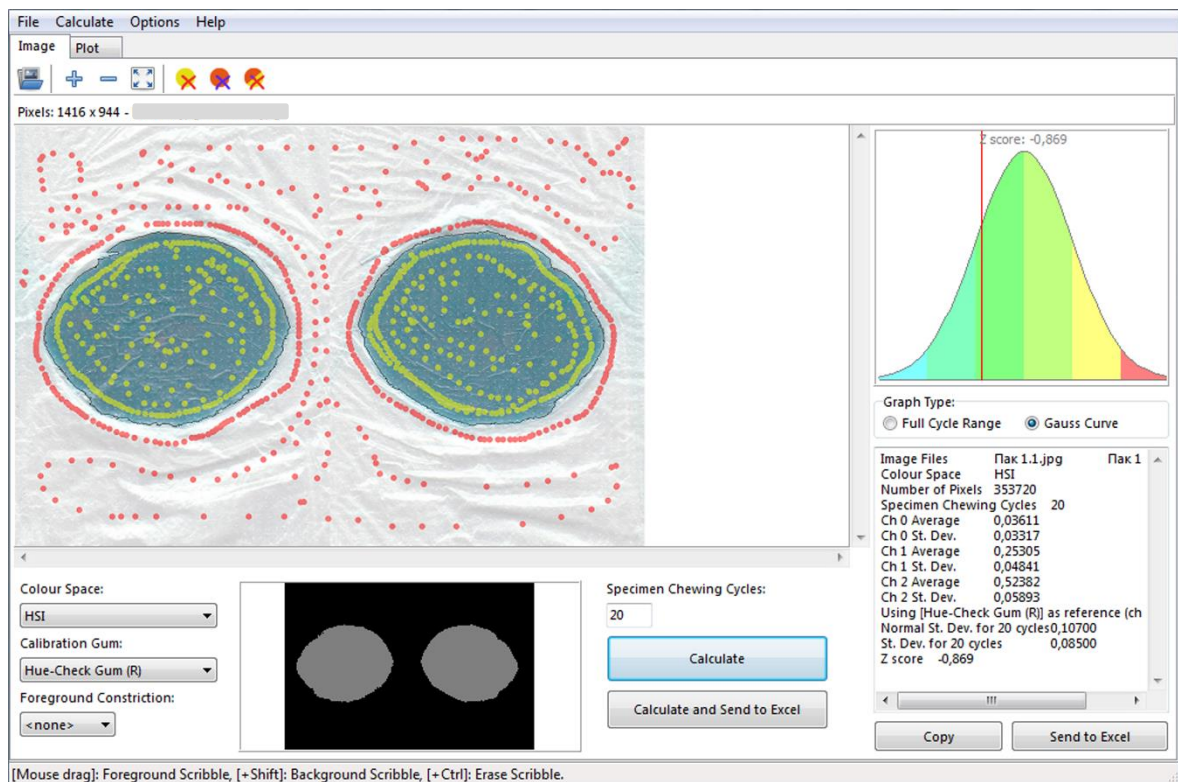 File Calculate Options Help
Image Plot
Pixels: 1416 x 944 -
Z score: -0,869
Graph Type:
Full Cycle Range Gauss Curve
Image Files Пак 1.1.jpg Пак 1
Colour Space HSI
Number of Pixels 353720
Specimen Chewing Cycles 20
Ch 0 Average 0,03611
Ch 0 St. Dev. 0,03317
Ch 1 Average 0,25305
Ch 1 St. Dev. 0,04841
Ch 2 Average 0,52382
Ch 2 St. Dev. 0,05893
Using [Hue-Check Gum (R)] as reference (ch
Normal St. Dev. for 20 cycles0,10700
St. Dev. for 20 cycles 0,08500
Z score -0,869
Copy Send to Excel
Colour Space:
HSI
Calibration Gum:
Hue-Check Gum (R)
Foreground Constriction:
<none>
Specimen Chewing Cycles:
20
Calculate
Calculate and Send to Excel
[Mouse drag]: Foreground Scribble, [+Shift]: Background Scribble, [+Ctrl]: Erase Scribble.